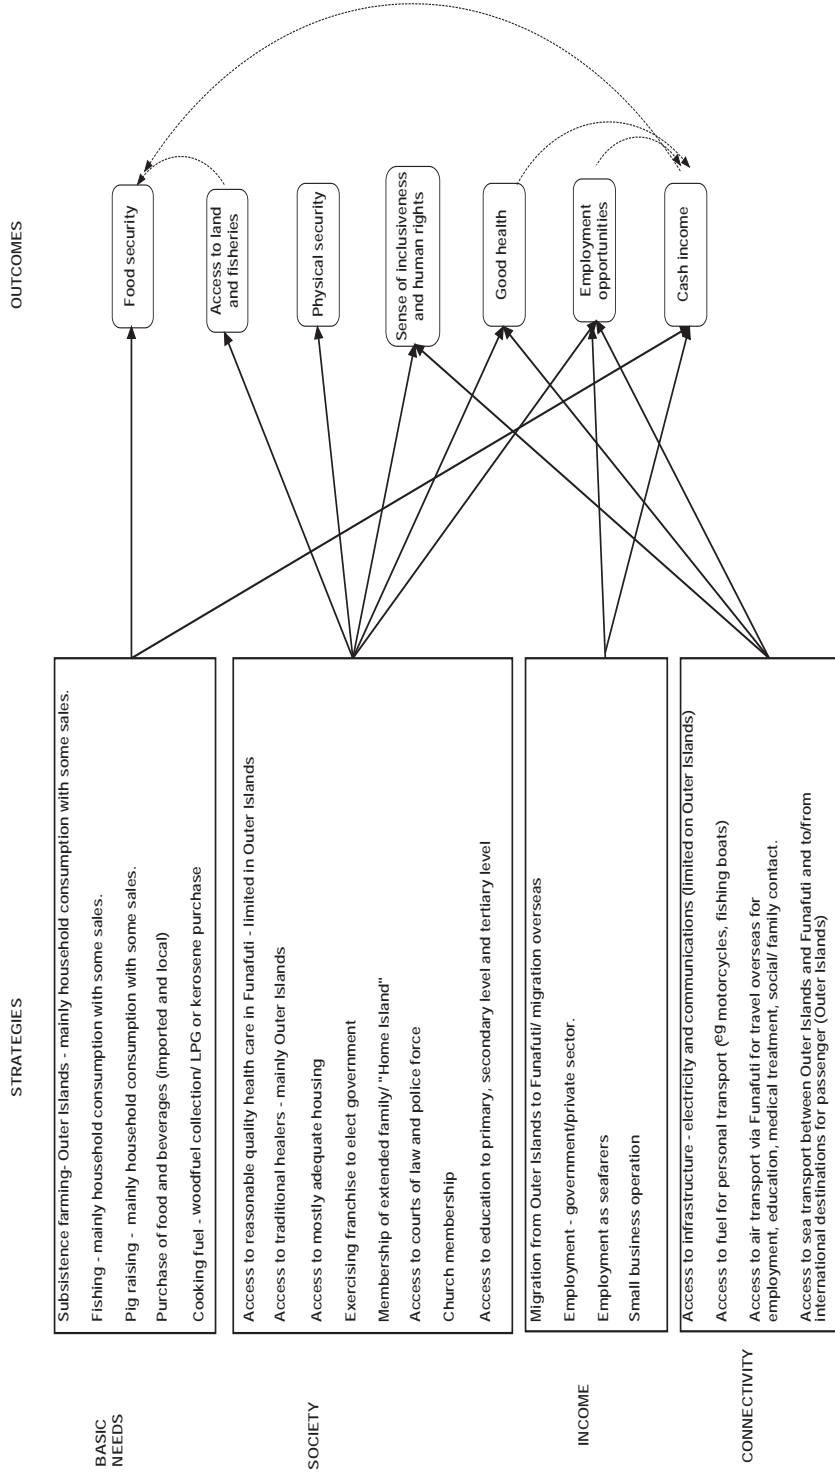 STRATEGIES
OUTCOMES
BASIC
NEEDS
Subsistence farming- Outer Islands - mainly household consumption with some sales.
Fishing - mainly household consumption with some sales.
Pig raising - mainly household consumption with some sales.
Purchase of food and beverages (imported and local)
Cooking fuel - woodfuel collection/ LPG or kerosene purchase
SOCIETY
Access to reasonable quality health care in Funafuti - limited in Outer Islands
Access to traditional healers - mainly Outer Islands
Access to mostly adequate housing
Exercising franchise to elect government
Membership of extended family/ "Home Island"
Access to courts of law and police force
Church membership
Access to education to primary, secondary level and tertiary level
INCOME
Migration from Outer Islands to Funafuti/ migration overseas
Employment - government/private sector.
Employment as seafarers
Small business operation
CONNECTIVITY
Access to infrastructure - electricity and communications (limited on Outer Islands)
Access to fuel for personal transport (eg motorcycles, fishing boats)
Access to air transport via Funafuti for travel overseas for
employment, education, medical treatment, social/ family contact.
Access to sea transport between Outer Islands and Funafuti and to/from
international destinations for passenger (Outer Islands)
Food security
Access to land
and fisheries
Physical security
Sense of inclusiveness
and human rights
Good health
Employment
opportunities
Cash income